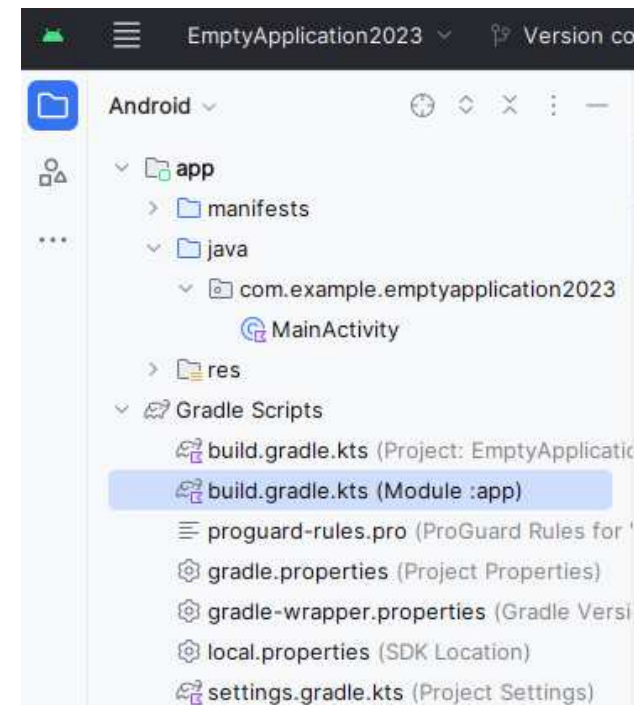 EmptyApplication2023 Version co
Android
app
manifests
java
com.example.emptyapplication2023
MainActivity
res
Gradle Scripts
build.gradle.kts (Project: EmptyApplicatic
build.gradle.kts (Module :app)
proguard-rules.pro (ProGuard Rules for '
gradle.properties (Project Properties)
gradle-wrapper.properties (Gradle Versi
local.properties (SDK Location)
settings.gradle.kts (Project Settings)